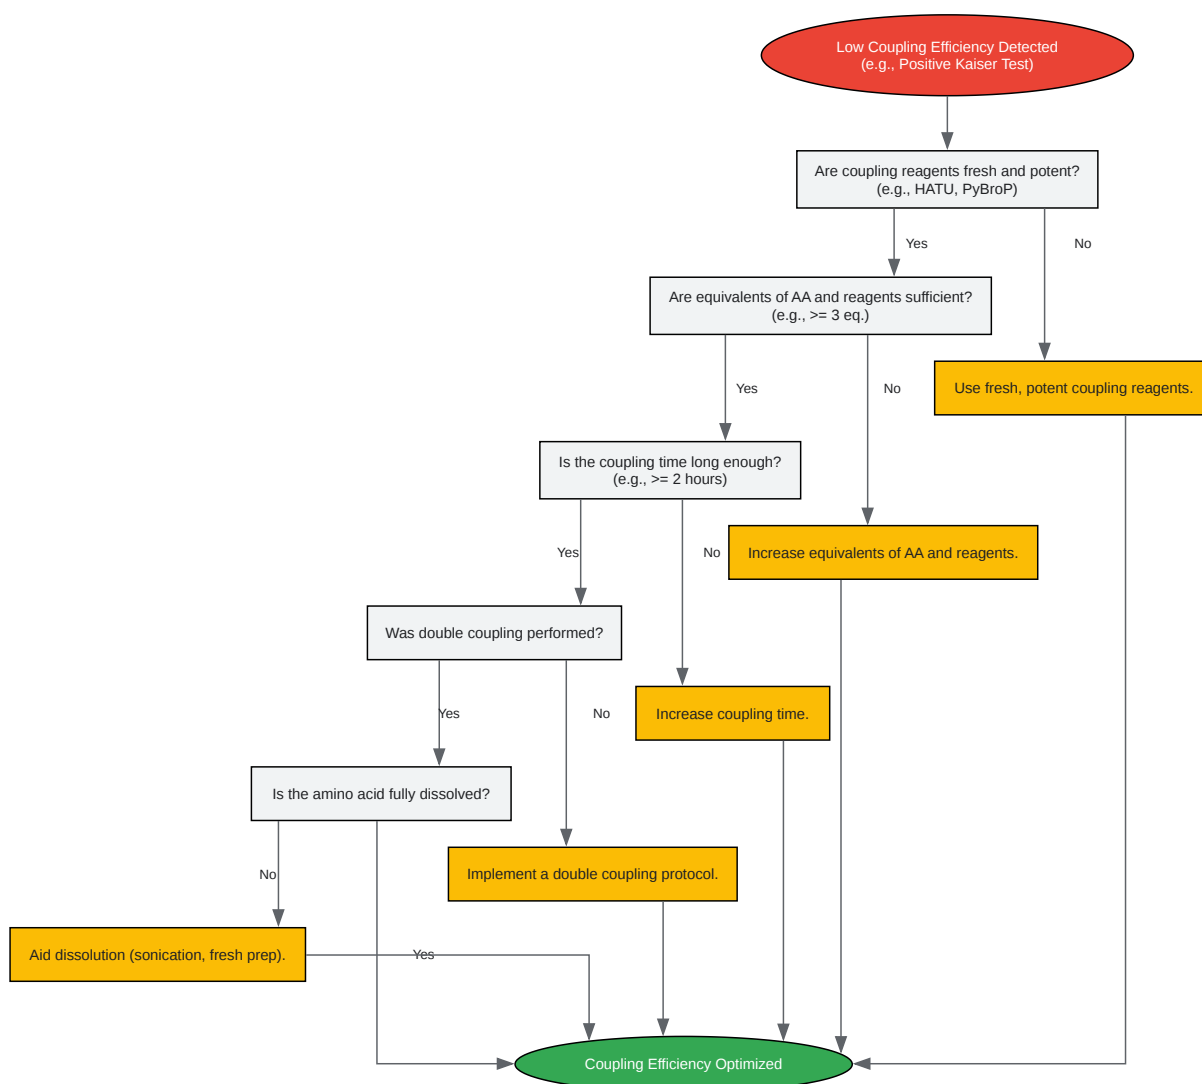 Low Coupling Efficiency Detected
(e.g., Positive Kaiser Test)
Are coupling reagents fresh and potent?
(e.g., HATU, PyBroP)
Yes
No
Are equivalents of AA and reagents sufficient?
(e.g., >= 3 eq.)
Yes
No
Use fresh, potent coupling reagents.
Is the coupling time long enough?
(e.g., >= 2 hours)
Yes
No
Increase equivalents of AA and reagents.
Was double coupling performed?
Yes
No
Increase coupling time.
Is the amino acid fully dissolved?
No
Implement a double coupling protocol.
Aid dissolution (sonication, fresh prep).
Yes
Coupling Efficiency Optimized